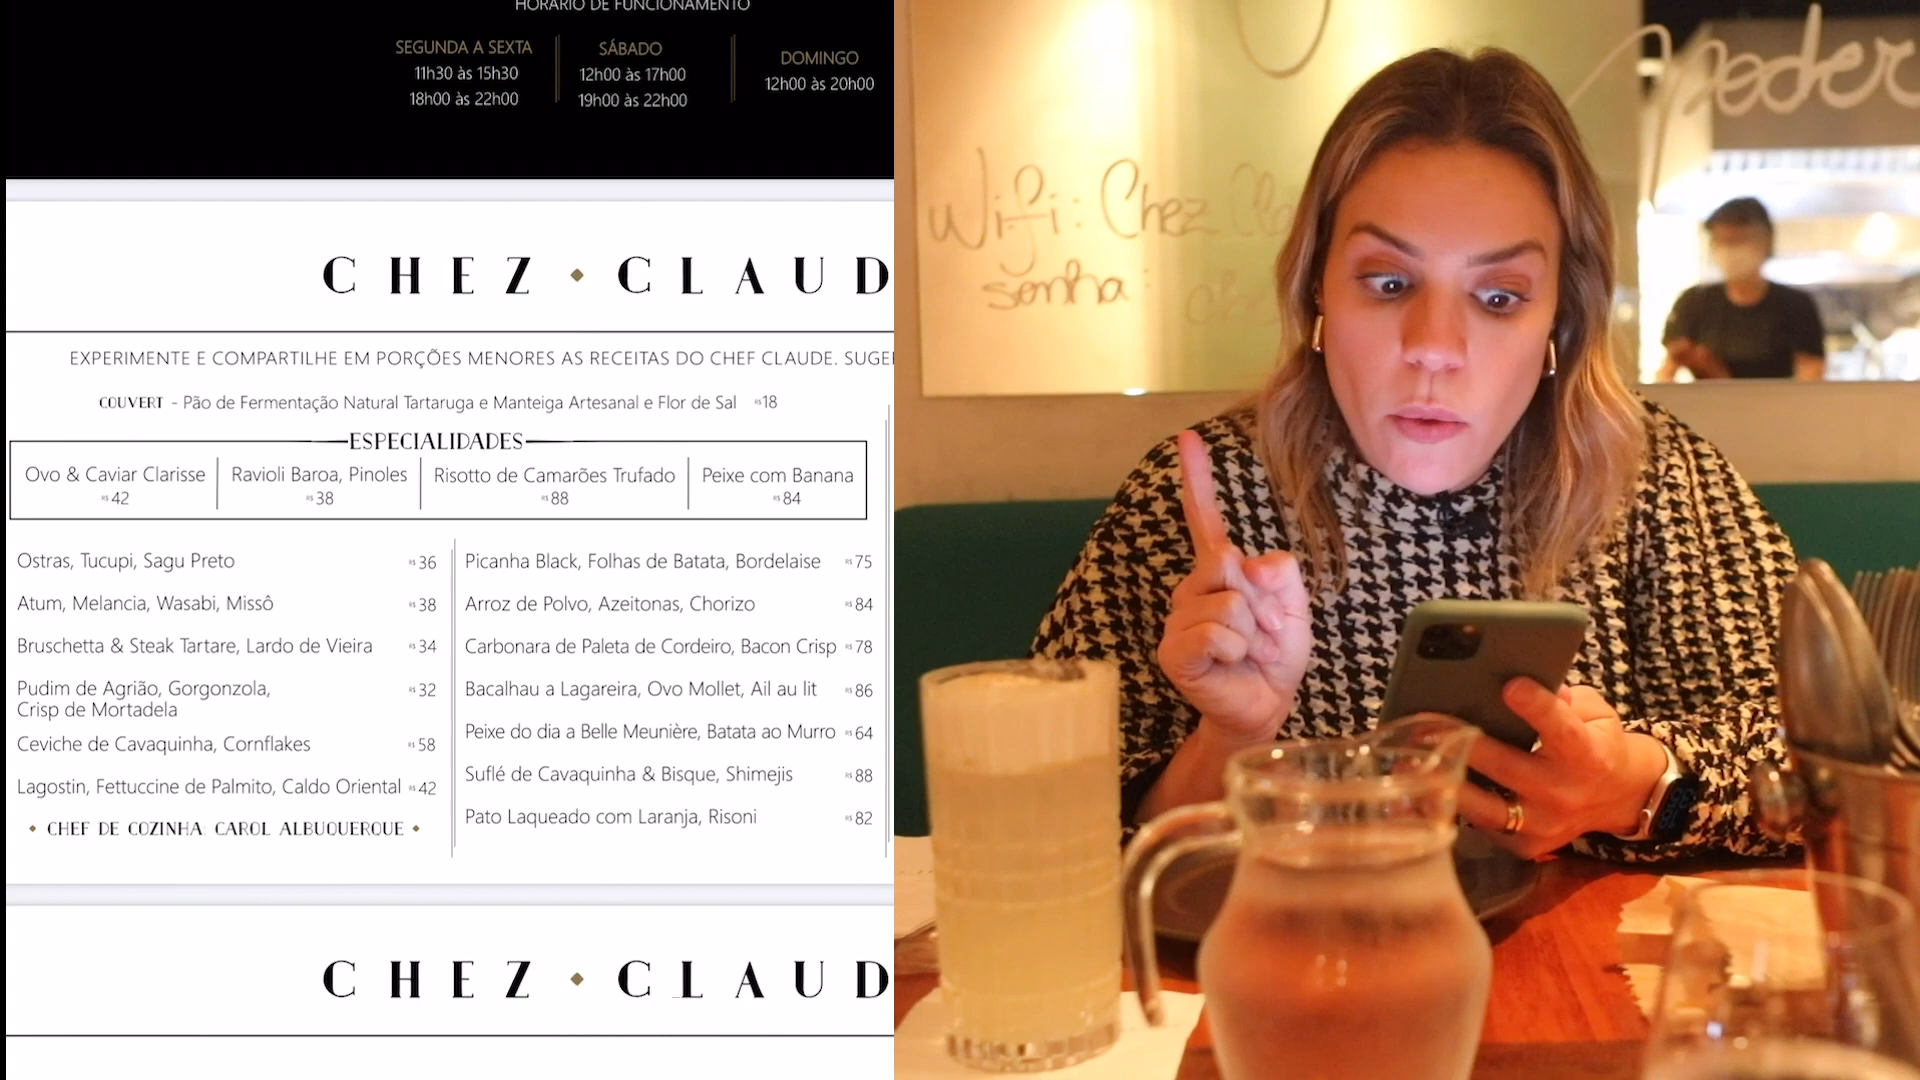 HORÁRIO DE FUNCIONAMENTO
SEGUNDA A SEXTA
11h30 às 15h30
18h00 às 22h00
SÁBADO
12h00 às 17h00
19h00 às 22h00
DOMINGO
12h00 às 20h00
CHEZ CLAUD
EXPERIMENTE E COMPARTILHE EM PORÇÕES MENORES AS RECEITAS DO CHEF CLAUDE. SUGE
COUVERT - Pão de Fermentação Natural Tartaruga e Manteiga Artesanal e Flor de Sal R$18
ESPECIALIDADES
Ovo & Caviar Clarisse
R$42
Ravioli Baroa, Pinoles
R$38
Risotto de Camarões Trufado
R$88
Peixe com Banana
R$84
Ostras, Tucupi, Sagu Preto R$36
Atum, Melancia, Wasabi, Missô R$38
Bruschetta & Steak Tartare, Lardo de Vieira R$34
Pudim de Agrião, Gorgonzola, R$32
Crisp de Mortadela
Ceviche de Cavaquinha, Cornflakes R$58
Lagostin, Fettuccine de Palmito, Caldo Oriental R$42
CHEF DE COZINHA: CAROL ALBUQUERQUE
Picanha Black, Folhas de Batata, Bordelaise R$75
Arroz de Polvo, Azeitonas, Chorizo R$84
Carbonara de Paleta de Cordeiro, Bacon Crisp R$78
Bacalhau a Lagareira, Ovo Mollet, Ail au lit R$86
Peixe do dia a Belle Meunière, Batata ao Murro R$64
Suflé de Cavaquinha & Bisque, Shimejis R$88
Pato Laqueado com Laranja, Risoni R$82
CHEZ CLAUD
Wifi: Chez Cla
senha:
Moder